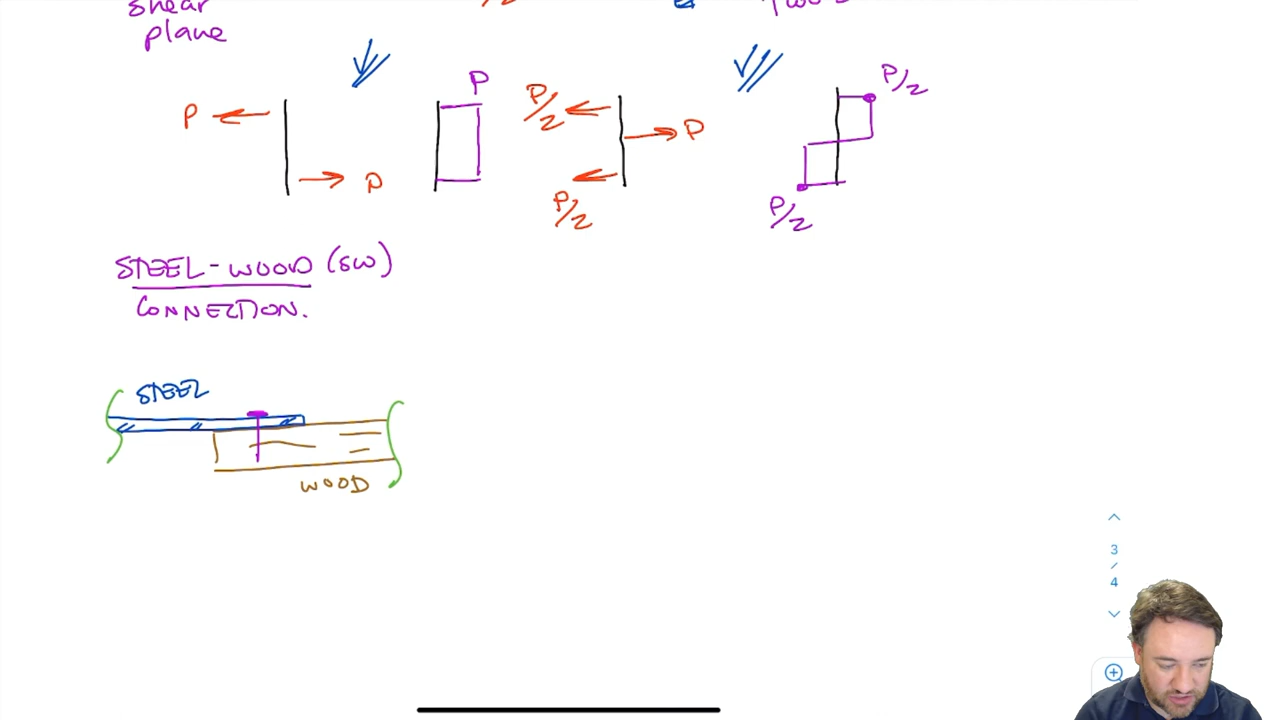 shear
plane
P
P
P
P/2
P
P/2
P/2
P/2
STEEL-WOOD (SW)
CONNECTION.
STEEL
WOOD
3
/
4